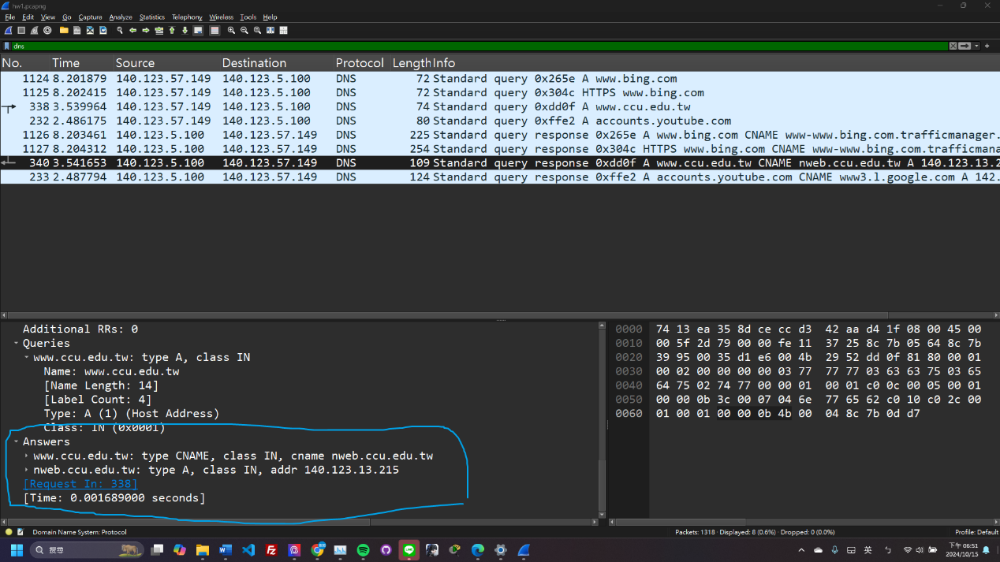 hw1.pcapng
File Edit View Go Capture Analyze Statistics Telephony Wireless Tools Help
dns
No. Time Source Destination Protocol Length Info
1124 8.201879 140.123.57.149 140.123.5.100 DNS 72 Standard query 0x265e A www.bing.com
1125 8.202415 140.123.57.149 140.123.5.100 DNS 72 Standard query 0x304c HTTPS www.bing.com
338 3.539964 140.123.57.149 140.123.5.100 DNS 74 Standard query 0xdd0f A www.ccu.edu.tw
232 2.486175 140.123.57.149 140.123.5.100 DNS 80 Standard query 0xffe2 A accounts.youtube.com
1126 8.203461 140.123.5.100 140.123.57.149 DNS 225 Standard query response 0x265e A www.bing.com CNAME www-www.bing.com.trafficmanager.
1127 8.204312 140.123.5.100 140.123.57.149 DNS 254 Standard query response 0x304c HTTPS www.bing.com CNAME www-www.bing.com.trafficmana
340 3.541653 140.123.5.100 140.123.57.149 DNS 109 Standard query response 0xdd0f A www.ccu.edu.tw CNAME nweb.ccu.edu.tw A 140.123.13.2
233 2.487794 140.123.5.100 140.123.57.149 DNS 124 Standard query response 0xffe2 A accounts.youtube.com CNAME www3.l.google.com A 142.
Additional RRs: 0
Queries
www.ccu.edu.tw: type A, class IN
Name: www.ccu.edu.tw
[Name Length: 14]
[Label Count: 4]
Type: A (1) (Host Address)
Class: IN (0x0001)
Answers
www.ccu.edu.tw: type CNAME, class IN, cname nweb.ccu.edu.tw
nweb.ccu.edu.tw: type A, class IN, addr 140.123.13.215
[Request In: 338]
[Time: 0.001689000 seconds]
0000 74 13 ea 35 8d ce cc d3 42 aa d4 1f 08 00 45 00
0010 00 5f 2d 79 00 00 fe 11 37 25 8c 7b 05 64 8c 7b
0020 39 95 00 35 d1 e6 00 4b 29 52 dd 0f 81 80 00 01
0030 00 02 00 00 00 00 03 77 77 77 03 63 63 75 03 65
0040 64 75 02 74 77 00 00 01 00 01 c0 0c 00 05 00 01
0050 00 00 0b 3c 00 07 04 6e 77 65 62 c0 10 c0 2c 00
0060 01 00 01 00 00 0b 4b 00 04 8c 7b 0d d7
Domain Name System: Protocol
Packets: 1318 · Displayed: 8 (0.6%) · Dropped: 0 (0.0%)
Profile: Default
搜尋
英
下午 06:51
2024/10/15